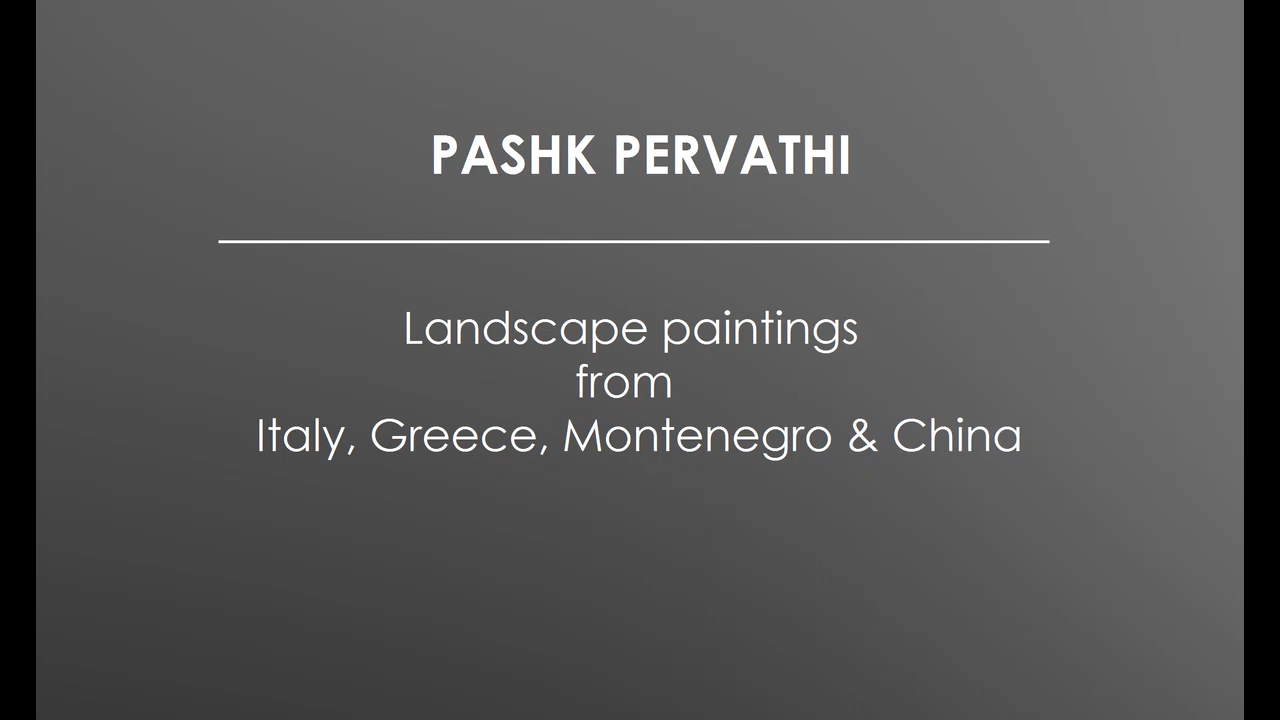 PASHK PERVATHI
Landscape paintings
from
Italy, Greece, Montenegro & China